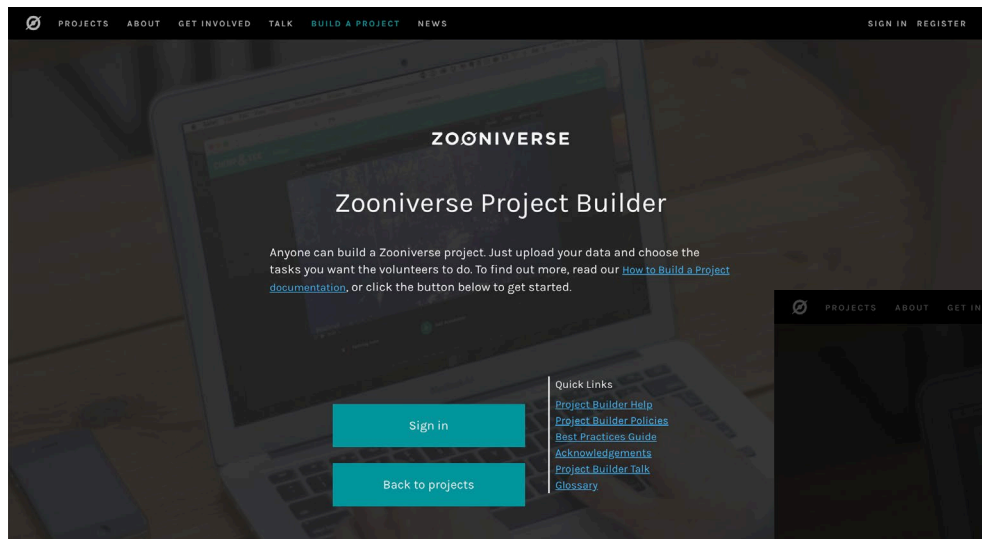 PROJECTS ABOUT GET INVOLVED TALK BUILD A PROJECT NEWS SIGN IN REGISTER
ZOONIVERSE
Zooniverse Project Builder
Anyone can build a Zooniverse project. Just upload your data and choose the
tasks you want the volunteers to do. To find out more, read our How to Build a Project
documentation, or click the button below to get started.
PROJECTS ABOUT GET IN
Quick Links
Project Builder Help
Project Builder Policies
Best Practices Guide
Acknowledgements
Project Builder Talk
Glossary
Sign in
Back to projects